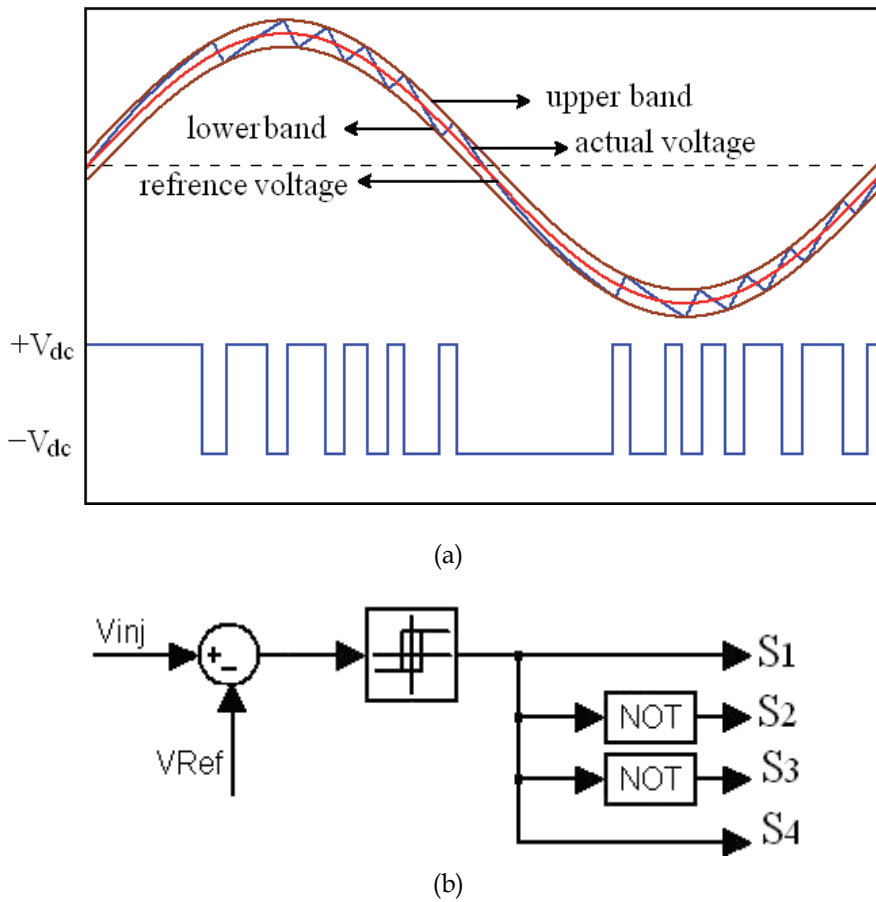 upper band
lower band
actual voltage
refrence voltage
+Vdc
−Vdc
(a)
Vinj
+
−
S1
NOT
S2
VRef
NOT
S3
S4
(b)